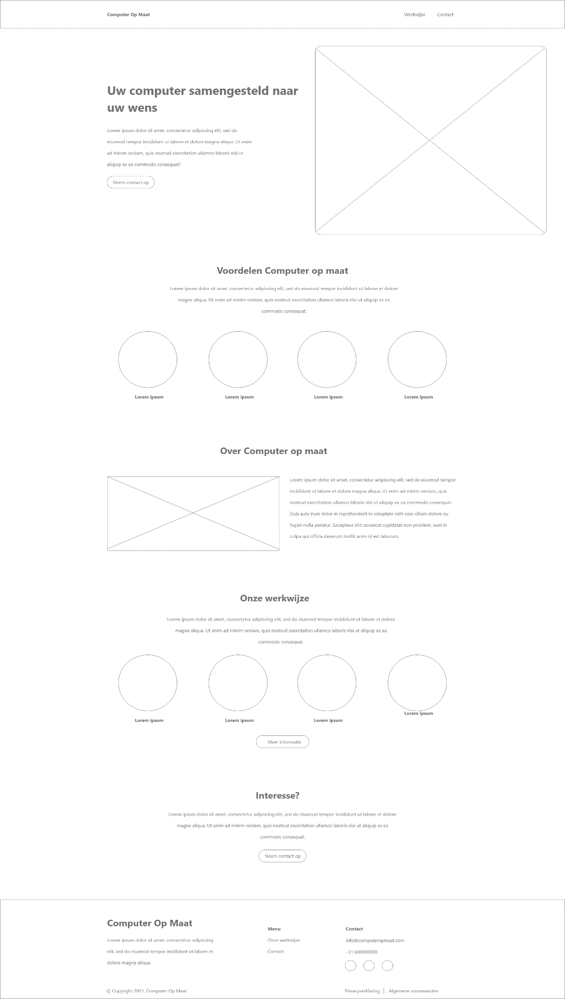 Computer Op Maat
Werkwijze
Contact
Uw computer samengesteld naar
uw wens
Lorem ipsum dolor sit amet, consectetur adipiscing elit, sed do
eiusmod tempor incididunt ut labore et dolore magna aliqua. Ut enim
ad minim veniam, quis nostrud exercitation ullamco laboris nisi ut
aliquip ex ea commodo consequat?
Neem contact op
Voordelen Computer op maat
Lorem ipsum dolor sit amet, consectetur adipiscing elit, sed do eiusmod tempor incididunt ut labore et dolore
magna aliqua. Ut enim ad minim veniam, quis nostrud exercitation ullamco laboris nisi ut aliquip ex ea
commodo consequat.
Lorem ipsum
Lorem ipsum
Lorem ipsum
Lorem ipsum
Over Computer op maat
Lorem ipsum dolor sit amet, consectetur adipiscing elit, sed do eiusmod tempor
incididunt ut labore et dolore magna aliqua. Ut enim ad minim veniam, quis
nostrud exercitation ullamco laboris nisi ut aliquip ex ea commodo consequat.
Duis aute irure dolor in reprehenderit in voluptate velit esse cillum dolore eu
fugiat nulla pariatur. Excepteur sint occaecat cupidatat non proident, sunt in
culpa qui officia deserunt mollit anim id est laborum.
Onze werkwijze
Lorem ipsum dolor sit amet, consectetur adipiscing elit, sed do eiusmod tempor incididunt ut labore et dolore
magna aliqua. Ut enim ad minim veniam, quis nostrud exercitation ullamco laboris nisi ut aliquip ex ea
commodo consequat.
Lorem ipsum
Lorem ipsum
Lorem ipsum
Lorem ipsum
Meer informatie
Interesse?
Lorem ipsum dolor sit amet, consectetur adipiscing elit, sed do eiusmod tempor incididunt ut labore et dolore
magna aliqua. Ut enim ad minim veniam, quis nostrud exercitation ullamco laboris nisi ut aliquip ex ea
commodo consequat.
Neem contact op
Computer Op Maat
Lorem ipsum dolor sit amet, consectetur adipiscing
elit, sed do eiusmod tempor incididunt ut labore et
dolore magna aliqua.
Menu
Onze werkwijze
Contact
Contact
info@computeropmaat.com
+31 600000000
© Copyright 2021, Computer Op Maat
Privacyverklaring | Algemene voorwaarden